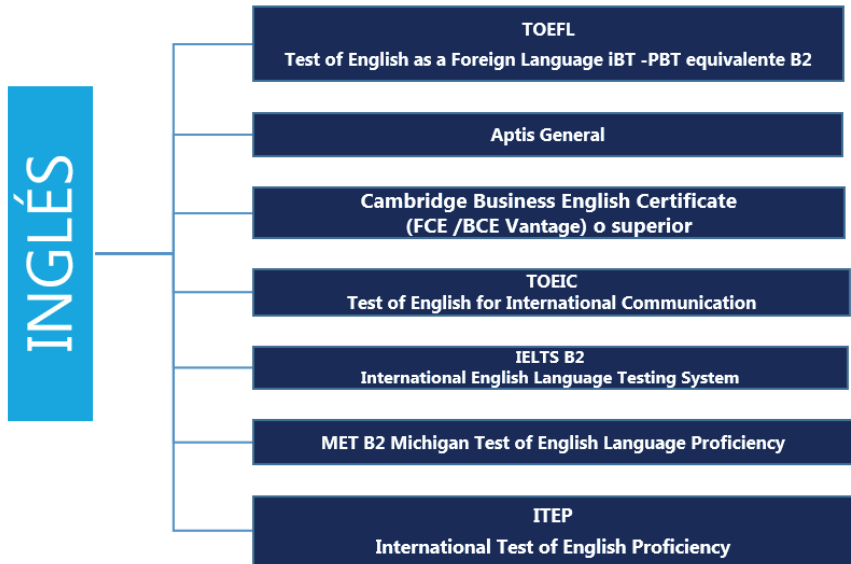 INGLÉS
TOEFL
Test of English as a Foreign Language iBT -PBT equivalente B2
Aptis General
Cambridge Business English Certificate
(FCE /BCE Vantage) o superior
TOEIC
Test of English for International Communication
IELTS B2
International English Language Testing System
MET B2 Michigan Test of English Language Proficiency
ITEP
International Test of English Proficiency